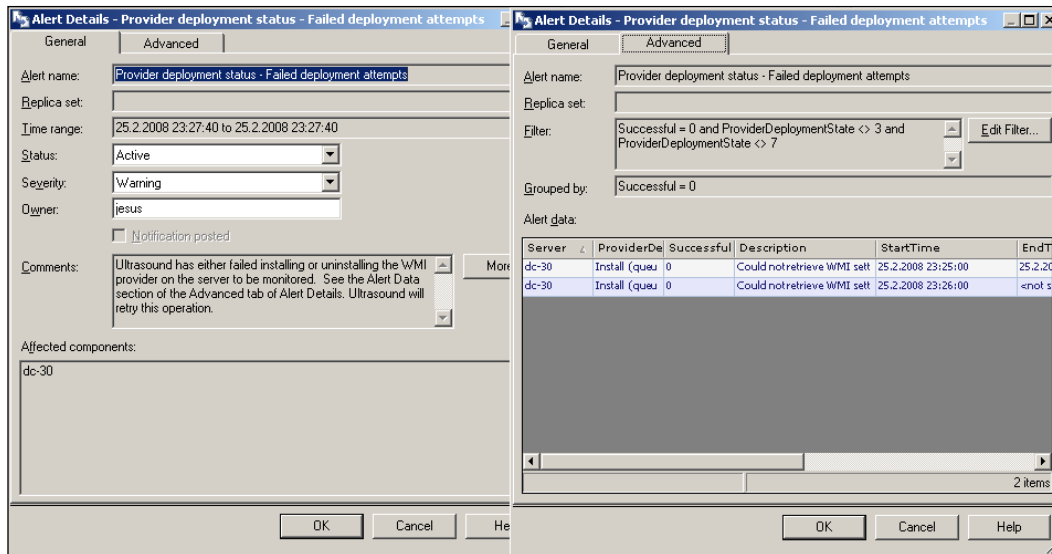 Alert Details - Provider deployment status - Failed deployment attempts
General
Advanced
Alert name:
Provider deployment status - Failed deployment attempts
Replica set:
Time range:
25.2.2008 23:27:40 to 25.2.2008 23:27:40
Status:
Active
Severity:
Warning
Owner:
jesus
Notification posted
Comments:
Ultrasound has either failed installing or uninstalling the WMI
provider on the server to be monitored. See the Alert Data
section of the Advanced tab of Alert Details. Ultrasound will
retry this operation.
More
Affected components:
dc-30
OK
Cancel
He
Alert Details - Provider deployment status - Failed deployment attempts
General
Advanced
Alert name:
Provider deployment status - Failed deployment attempts
Replica set:
Filter:
Successful = 0 and ProviderDeploymentState <> 3 and
ProviderDeploymentState <> 7
Edit Filter...
Grouped by:
Successful = 0
Alert data:
Server ProviderDe Successful Description StartTime EndT
dc-30 Install (queu 0 Could notretrieve WMI sett 25.2.2008 23:25:00 25.2.20
dc-30 Install (queu 0 Could notretrieve WMI sett 25.2.2008 23:26:00 <not s
2 items
OK
Cancel
Help